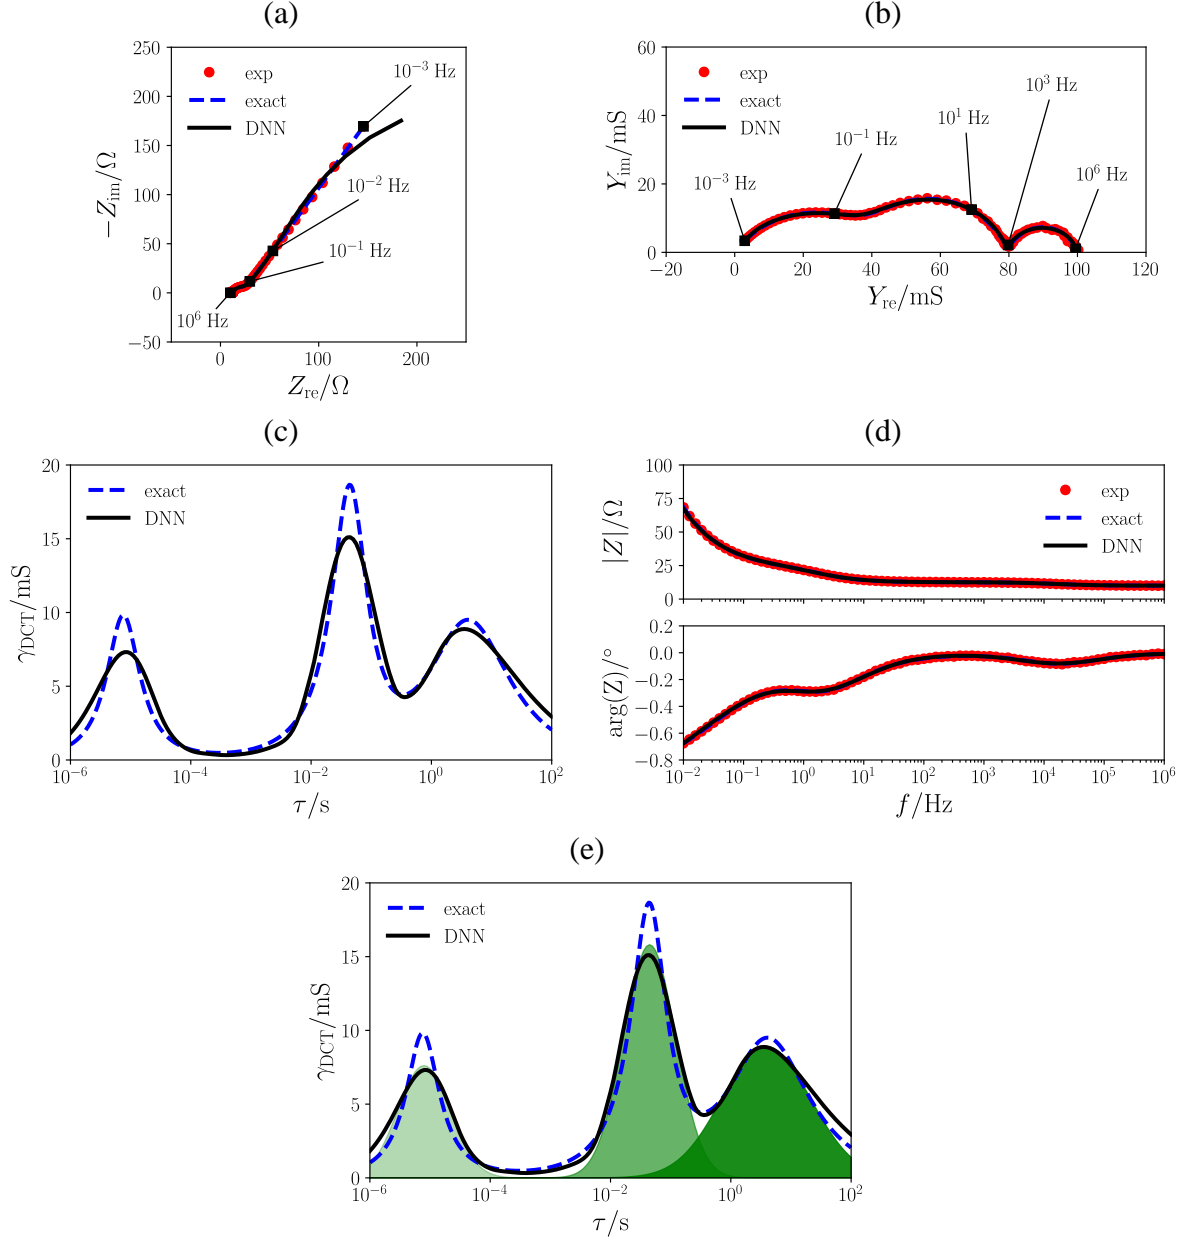 (a)
250
200
150
100
50
0
−50
0
100
200
−Z_im/Ω
Z_re/Ω
exp
exact
DNN
10^−3 Hz
10^−2 Hz
10^−1 Hz
10^6 Hz
(b)
60
40
20
0
−20
0
20
40
60
80
100
120
Y_im/mS
Y_re/mS
exp
exact
DNN
10^−3 Hz
10^−1 Hz
10^1 Hz
10^3 Hz
10^6 Hz
(c)
20
15
10
5
0
10^−6
10^−4
10^−2
10^0
10^2
γ_DCT/mS
τ/s
exact
DNN
(d)
100
75
50
25
0
|Z|/Ω
exp
exact
DNN
0.2
0.0
−0.2
−0.4
−0.6
−0.8
arg(Z)/°
10^−2
10^−1
10^0
10^1
10^2
10^3
10^4
10^5
10^6
f/Hz
(e)
20
15
10
5
0
10^−6
10^−4
10^−2
10^0
10^2
γ_DCT/mS
τ/s
exact
DNN